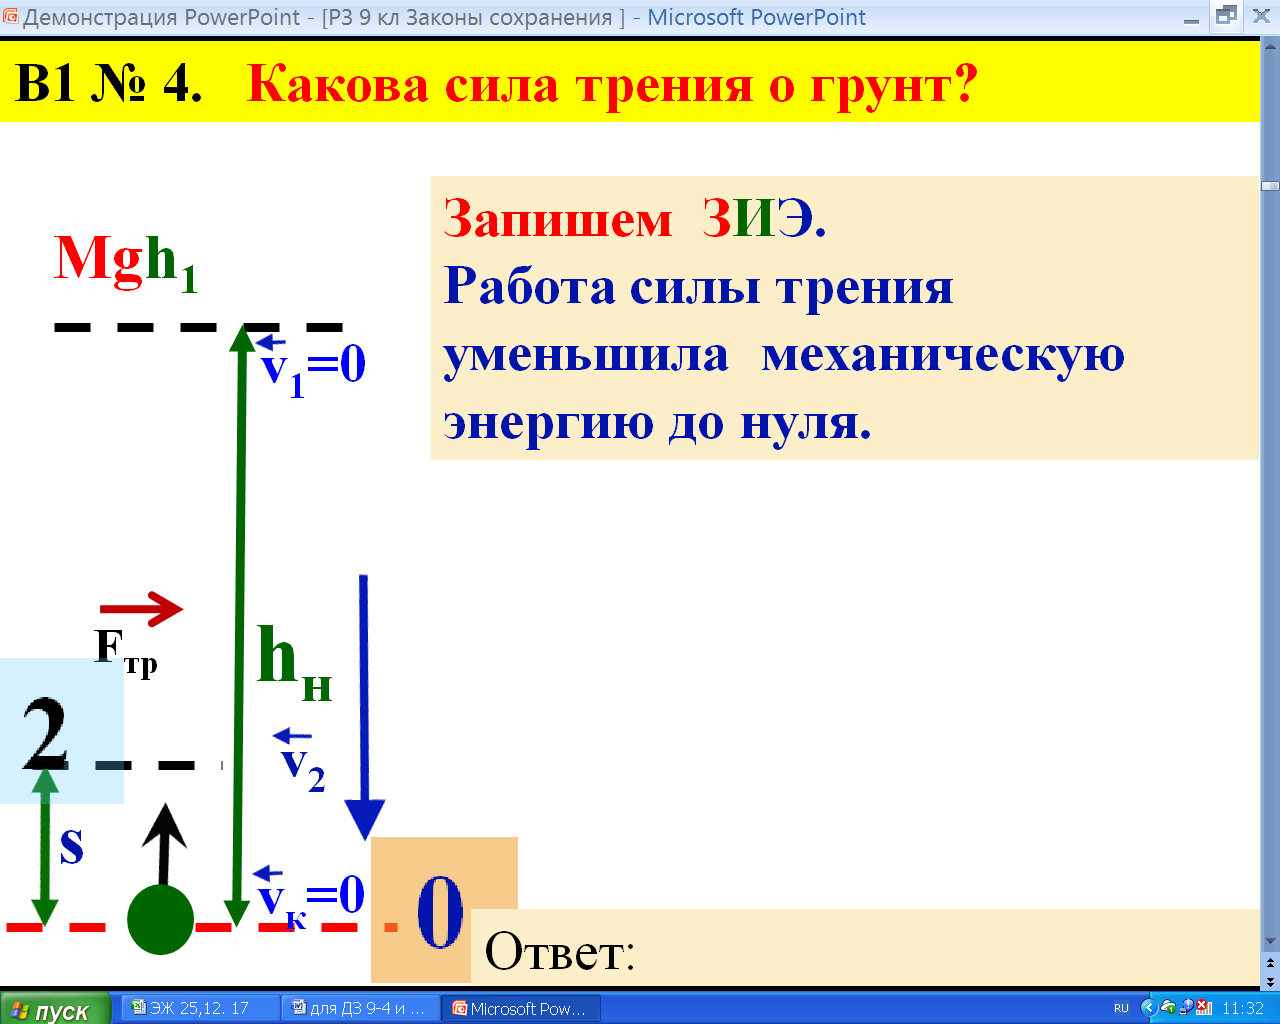 Демонстрация PowerPoint - [РЗ 9 кл Законы сохранения ] - Microsoft PowerPoint
В1 № 4. Какова сила трения о грунт?
Запишем ЗИЭ.
Работа силы трения
уменьшила механическую
энергию до нуля.
Mgh1
v1=0
Fтр
hн
2
v2
s
vк=0
0
Ответ:
пуск
ЭЖ 25,12. 17
для ДЗ 9-4 и ...
Microsoft Pow...
RU
11:32